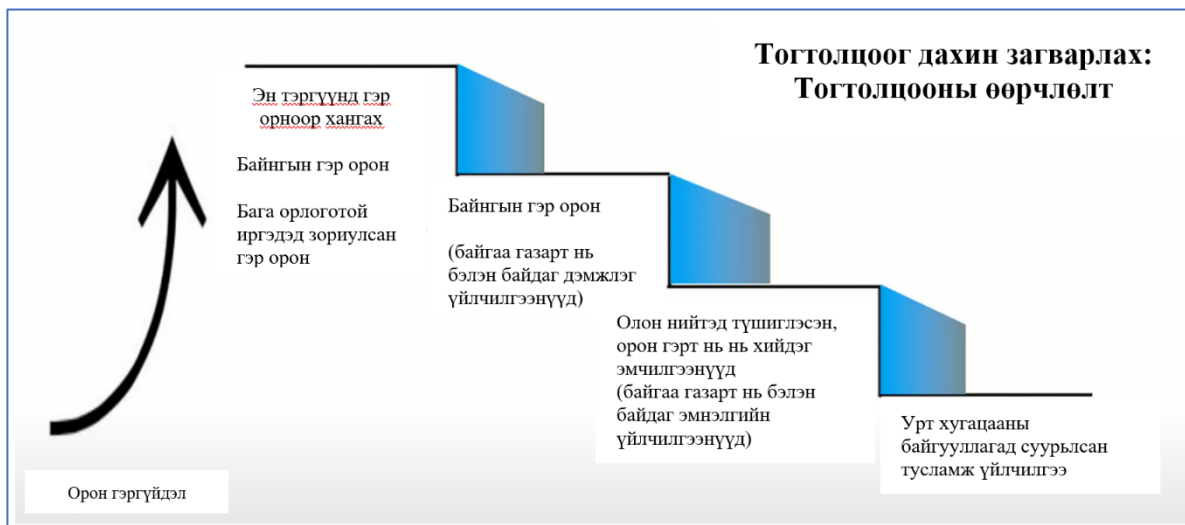 Тогтолцоог дахин загварлах:
Тогтолцооны өөрчлөлт
Эн тэргүүнд гэр
орноор хангах
Байнгын гэр орон
Бага орлоготой
иргэдэд зориулсан
гэр орон
Байнгын гэр орон
(байгаа газарт нь
бэлэн байдаг дэмжлэг
үйлчилгээнүүд)
Олон нийтэд түшиглэсэн,
орон гэрт нь нь хийдэг
эмчилгээнүүд
(байгаа газарт нь бэлэн
байдаг эмнэлгийн
үйлчилгээнүүд)
Урт хугацааны
байгууллагад суурьлсан
тусламж үйлчилгээ
Орон гэргүйдэл